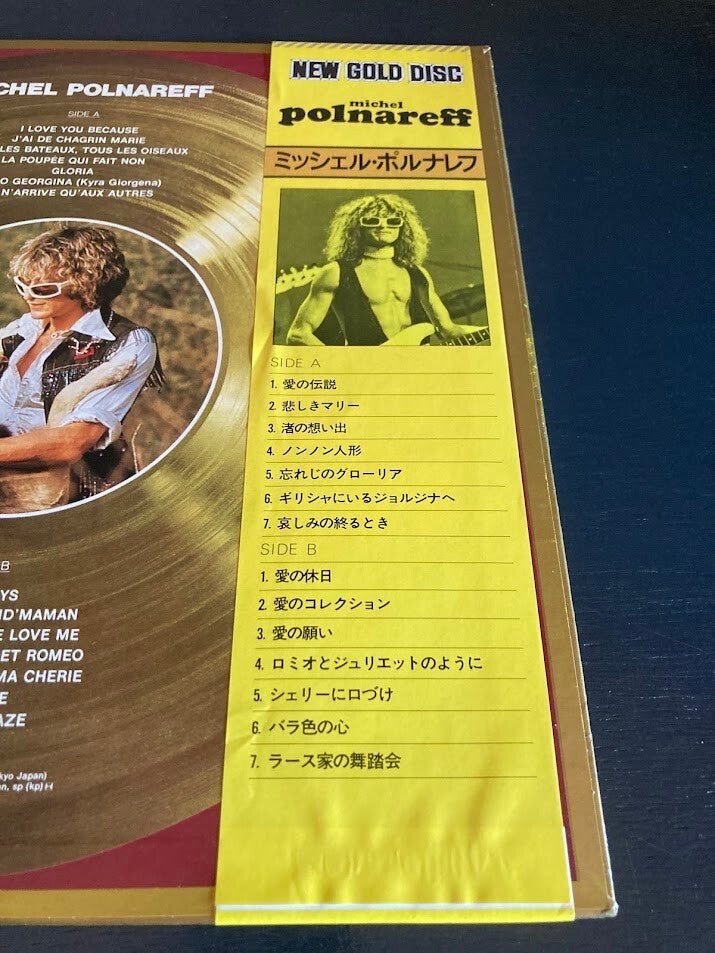 CHEL POLNAREFF
SIDE A
I LOVE YOU BECAUSE
J'AI DE CHAGRIN MARIE
LES BATEAUX, TOUS LES OISEAUX
LA POUPÉE QUI FAIT NON
GLORIA
O GEORGINA (Kyra Giorgena)
N'ARRIVE QU'AUX AUTRES
B
YS
ND'MAMAN
E LOVE ME
ET ROMEO
MA CHERIE
E
AZE
kyo Japan)
n, sp (kp) H
NEW GOLD DISC
michel
polnareff
ミッシェル・ポルナレフ
SIDE A
1. 愛の伝説
2. 悲しきマリー
3. 渚の想い出
4. ノンノン人形
5. 忘れじのグローリア
6. ギリシャにいるジョルジナへ
7. 哀しみの終るとき
SIDE B
1. 愛の休日
2. 愛のコレクション
3. 愛の願い
4. ロミオとジュリエットのように
5. シェリーに口づけ
6. バラ色の心
7. ラース家の舞踏会